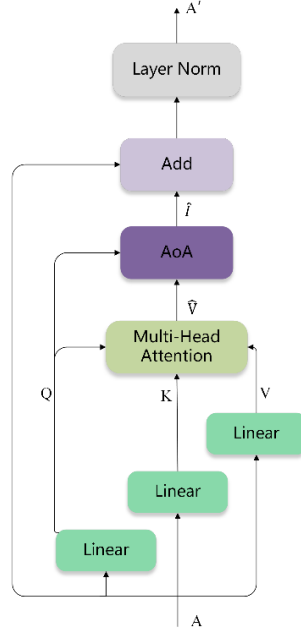 A′
Layer Norm
Add
Î
AoA
V̂
Multi-Head
Attention
Q
K
V
Linear
Linear
Linear
A